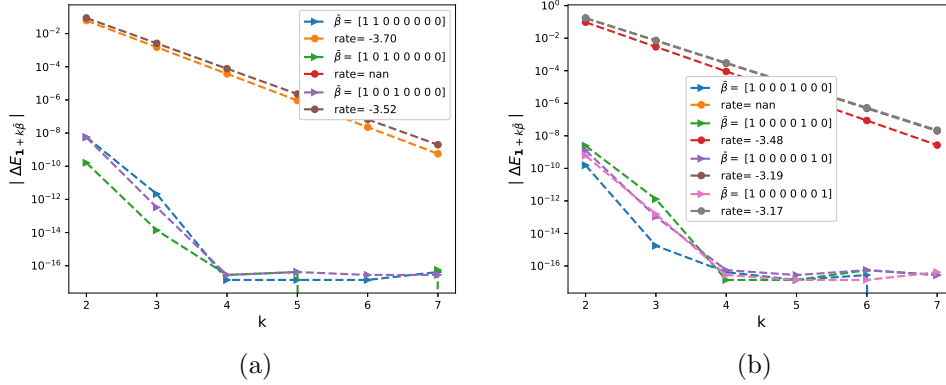 | ΔE_{1+kβ̄} |
10^{-2}
10^{-4}
10^{-6}
10^{-8}
10^{-10}
10^{-12}
10^{-14}
10^{-16}
β̄ = [1 1 0 0 0 0 0 0]
rate= -3.70
β̄ = [1 0 1 0 0 0 0 0]
rate= nan
β̄ = [1 0 0 1 0 0 0 0]
rate= -3.52
2 3 4 5 6 7
k
(a)
| ΔE_{1+kβ̄} |
10^{0}
10^{-2}
10^{-4}
10^{-6}
10^{-8}
10^{-10}
10^{-12}
10^{-14}
10^{-16}
β̄ = [1 0 0 0 1 0 0 0]
rate= nan
β̄ = [1 0 0 0 0 1 0 0]
rate= -3.48
β̄ = [1 0 0 0 0 0 1 0]
rate= -3.19
β̄ = [1 0 0 0 0 0 0 1]
rate= -3.17
2 3 4 5 6 7
k
(b)